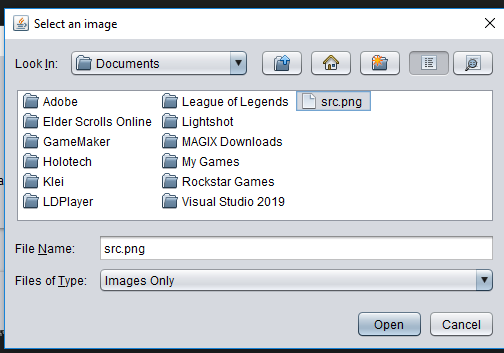 Select an image
Look In: Documents
Adobe League of Legends src.png
Elder Scrolls Online Lightshot
GameMaker MAGIX Downloads
Holotech My Games
Klei Rockstar Games
LDPlayer Visual Studio 2019
File Name: src.png
Files of Type: Images Only
Open Cancel